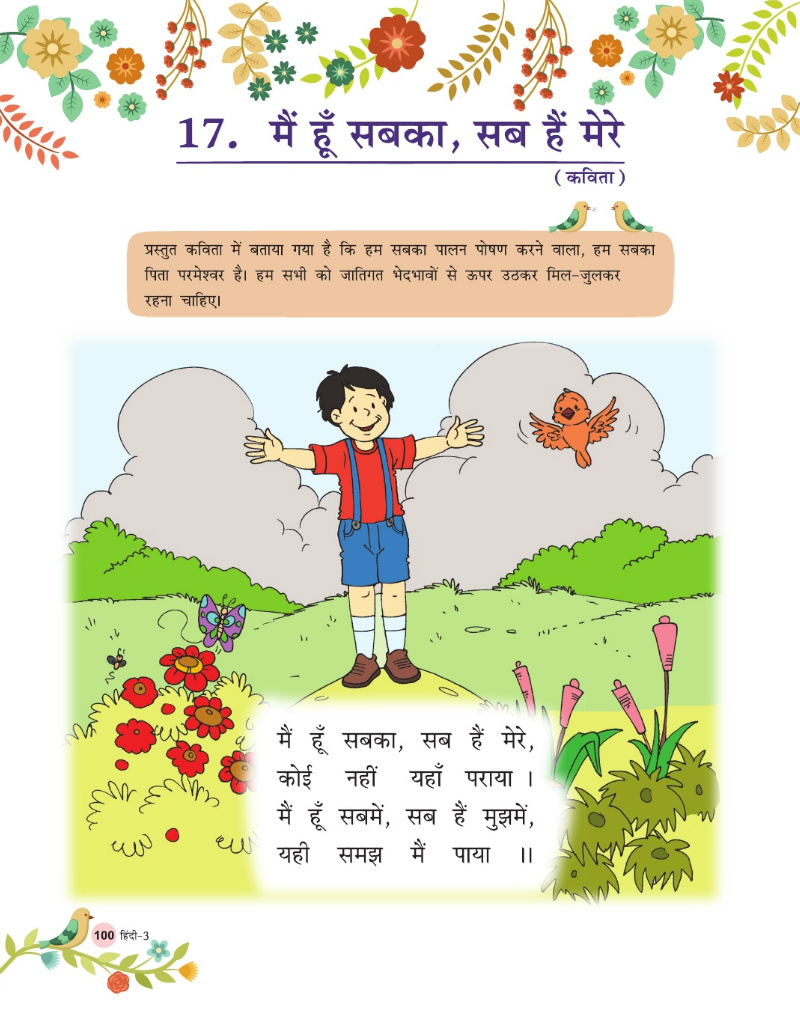 17. मैं हूँ सबका, सब हैं मेरे
( कविता )
प्रस्तुत कविता में बताया गया है कि हम सबका पालन पोषण करने वाला, हम सबका
पिता परमेश्वर है। हम सभी को जातिगत भेदभावों से ऊपर उठकर मिल-जुलकर
रहना चाहिए।
मैं हूँ सबका, सब हैं मेरे,
कोई नहीं यहाँ पराया ।
मैं हूँ सबमें, सब हैं मुझमें,
यही समझ मैं पाया ।।
100 हिंदी-3